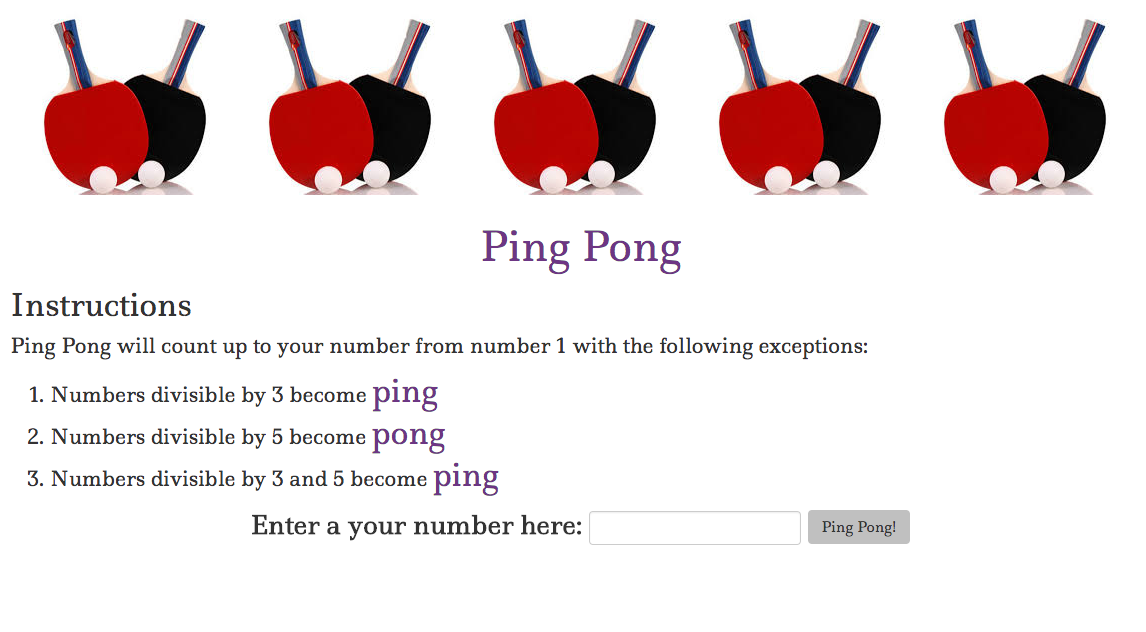 Ping Pong
Instructions
Ping Pong will count up to your number from number 1 with the following exceptions:
1. Numbers divisible by 3 become ping
2. Numbers divisible by 5 become pong
3. Numbers divisible by 3 and 5 become ping
Enter a your number here: Ping Pong!